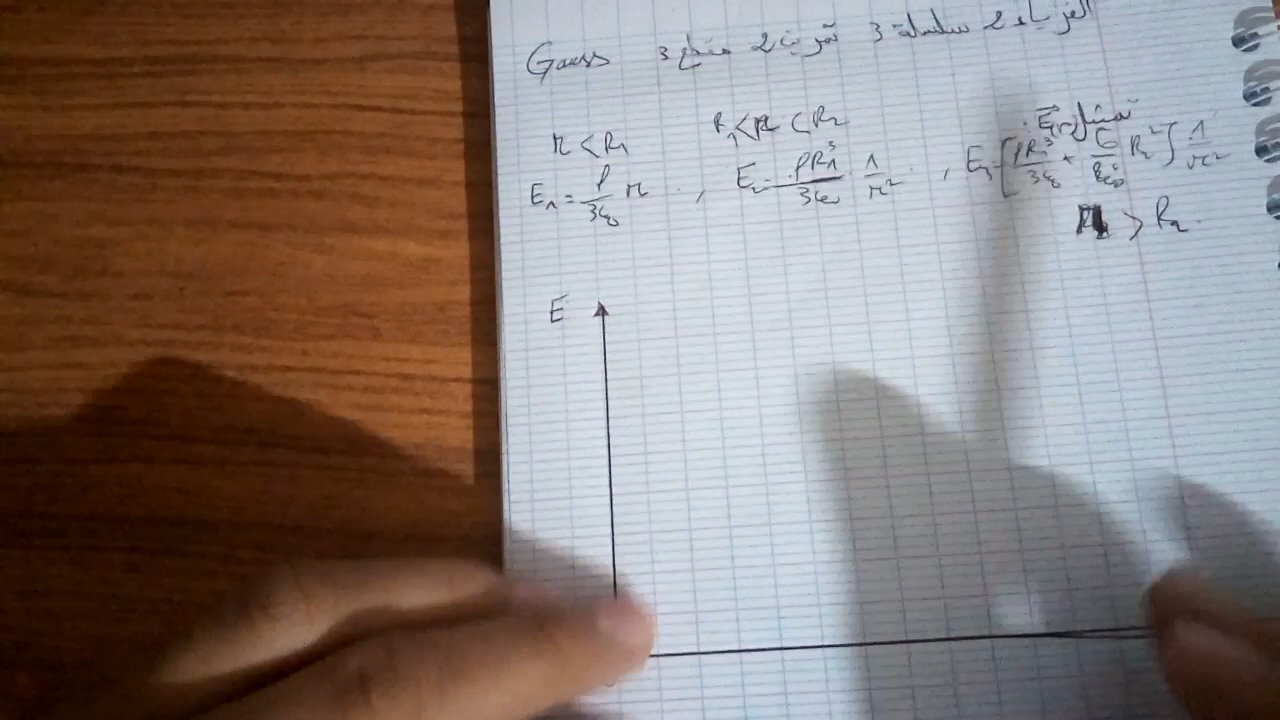 الفيزياء 2 سلسلة 3 تمرين 2 مقطع 3 Gauss
تمثيل E(r).
r < R₁ R₁ < r < R₂
E₁ = ρ/3ε₀ r , E₂ = ρR₁³/3ε₀ 1/r² , E₃ = [ρR₁³/3ε₀ + σ/ε₀ R₂²] 1/r²
> R₂
E